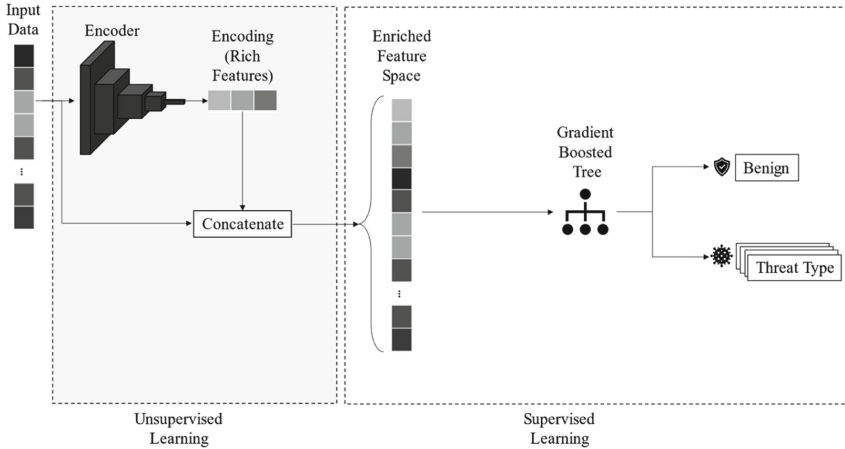 Input
Data
Encoder
Encoding
(Rich
Features)
Concatenate
Unsupervised
Learning
Enriched
Feature
Space
...
...
Gradient
Boosted
Tree
Benign
Threat Type
Supervised
Learning